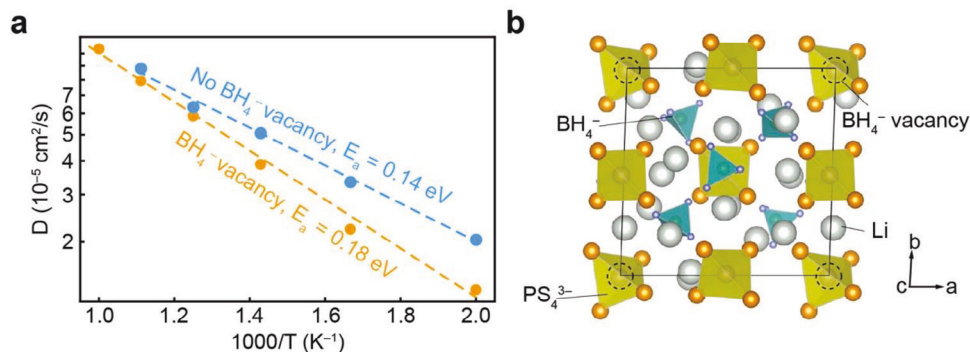 a
b
7
6
5
4
3
2
D (10⁻⁵ cm²/s)
No BH₄⁻ vacancy, Eₐ = 0.14 eV
BH₄⁻ vacancy, Eₐ = 0.18 eV
1.0 1.2 1.4 1.6 1.8 2.0
1000/T (K⁻¹)
BH₄⁻
BH₄⁻ vacancy
Li
PS₄³⁻
b
c a